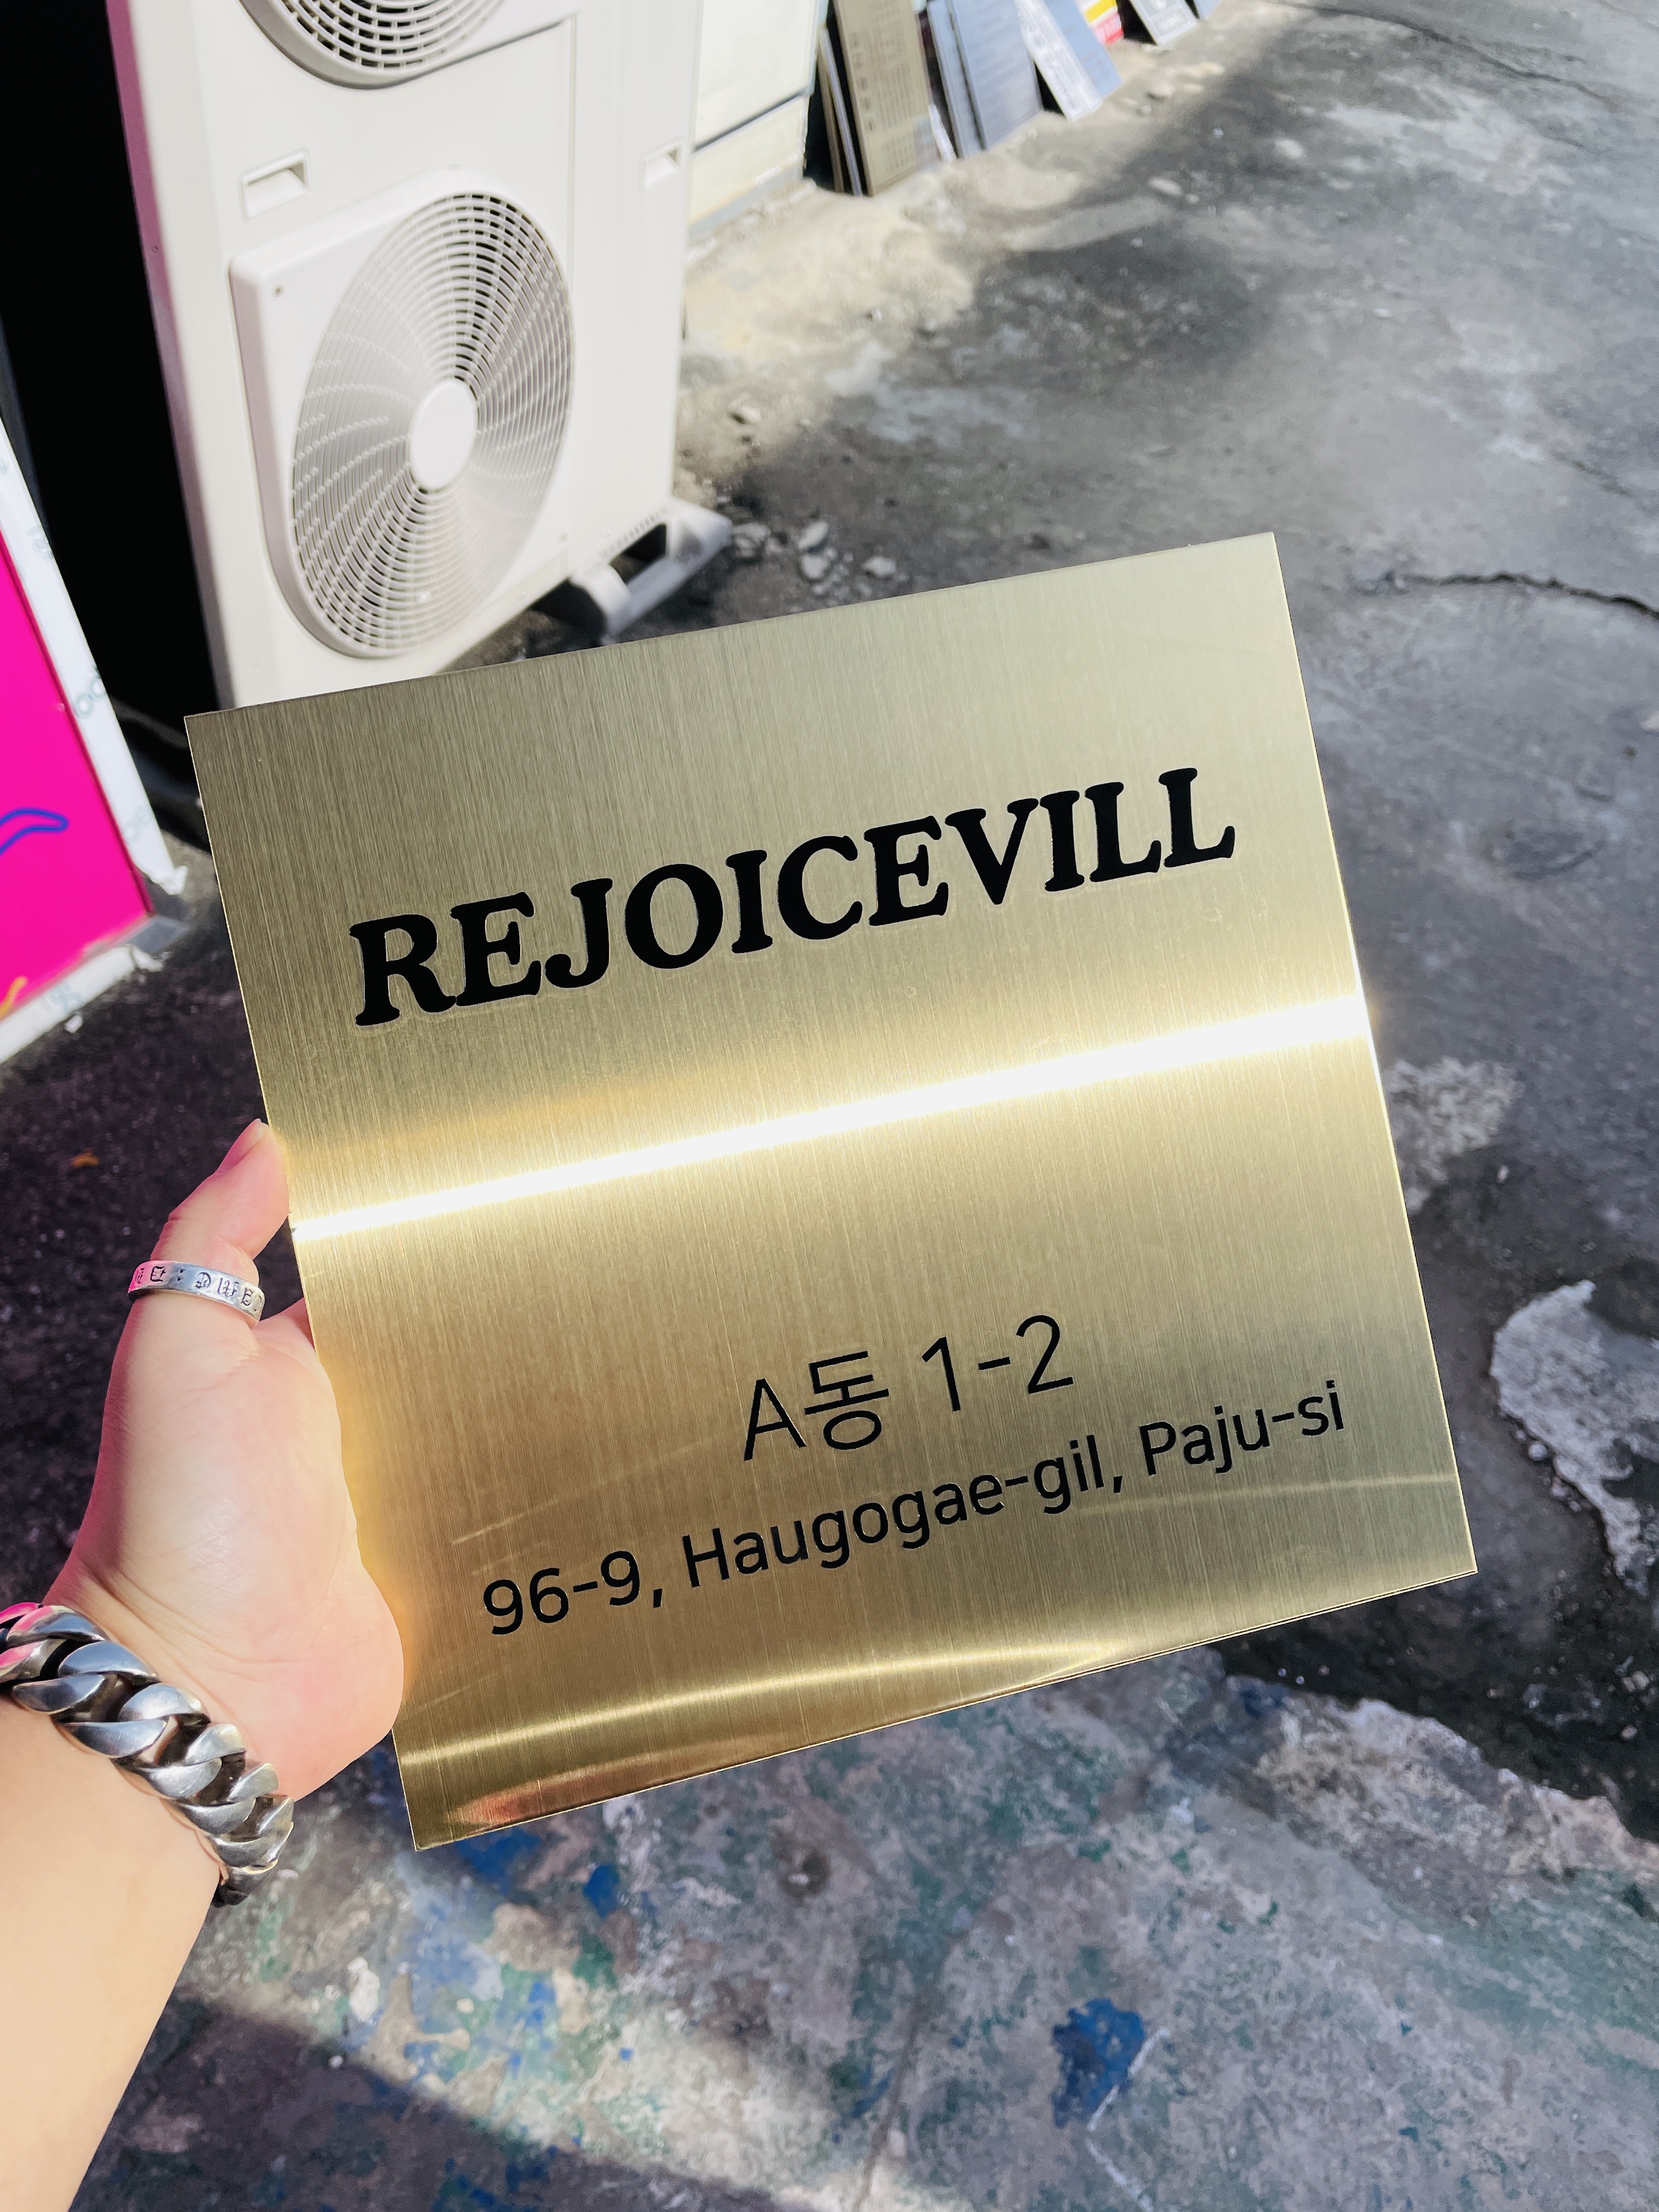 REJOICEVILL
A동 1-2
96-9, Haugogae-gil, Paju-si